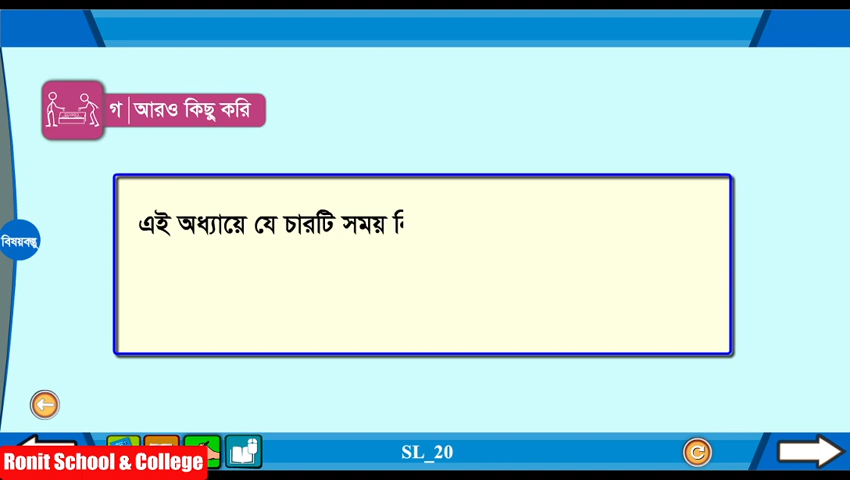 গ আরও কিছু করি
এই অধ্যায়ে যে চারটি সময়
বিষয়বস্তু
SL_20
Ronit School & College